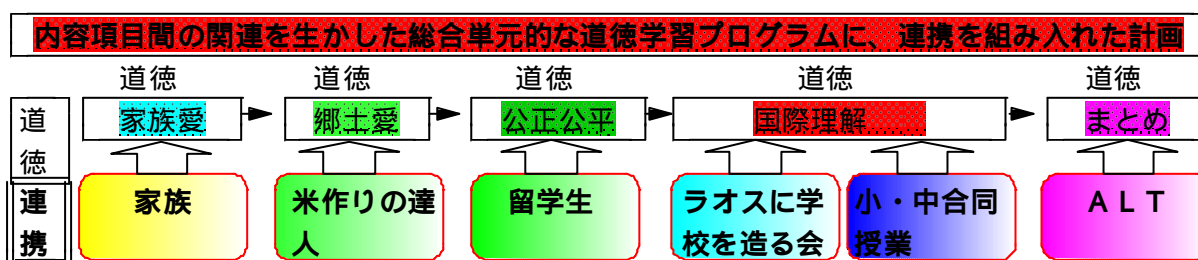 内容項目間の関連を生かした総合単元的な道徳学習プログラムに、連携を組み入れた計画
道徳 道徳 道徳 道徳 道徳
道徳
家族愛 郷土愛 公正公平 国際理解 まとめ
連携
家族 米作りの達人 留学生 ラオスに学校を造る会 小・中合同授業 ＡＬＴ